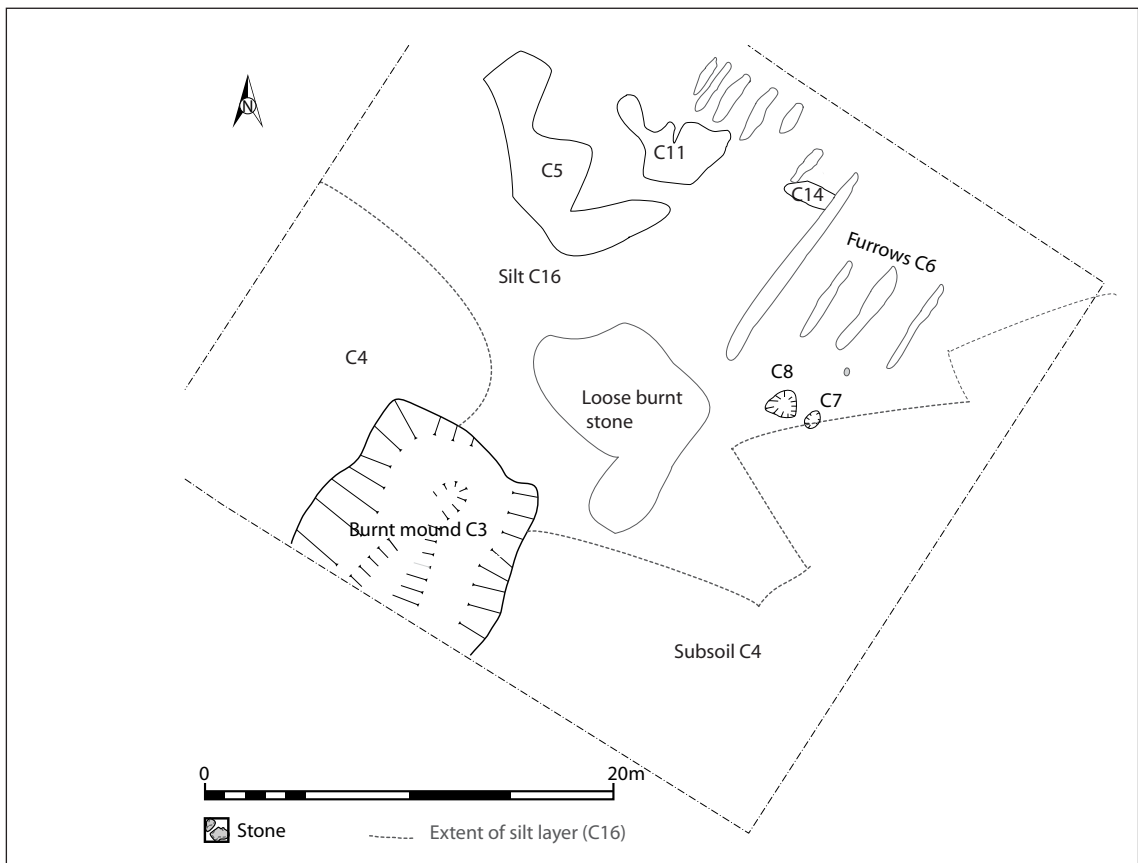 N
C5
C11
C14
Furrows C6
Silt C16
C4
Loose burnt
stone
C8
C7
Burnt mound C3
Subsoil C4
0
20m
Stone
Extent of silt layer (C16)